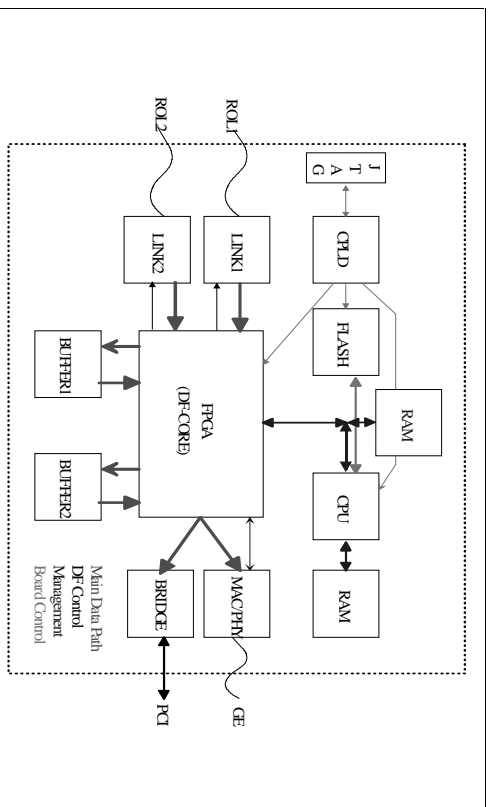 ROL1
ROL2
J T A G
CPLD
LINK1
LINK2
FLASH
RAM
FPGA
(DF-CORE)
BUFFER1
BUFFER2
CPU
RAM
MAC/PHY
BRIDGE
GE
PCI
Main Data Path
DF Control
Management
Board Control